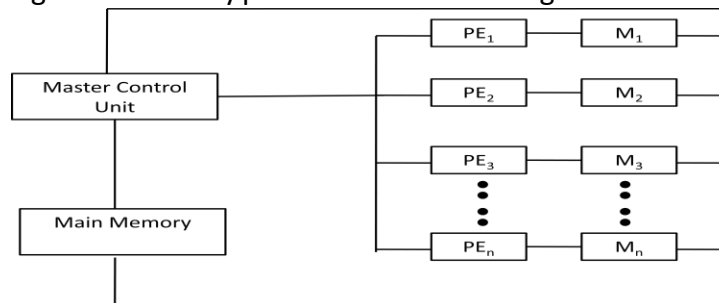 PE₁ M₁
Master Control
Unit
PE₂ M₂
PE₃ M₃
Main Memory
PEₙ Mₙ